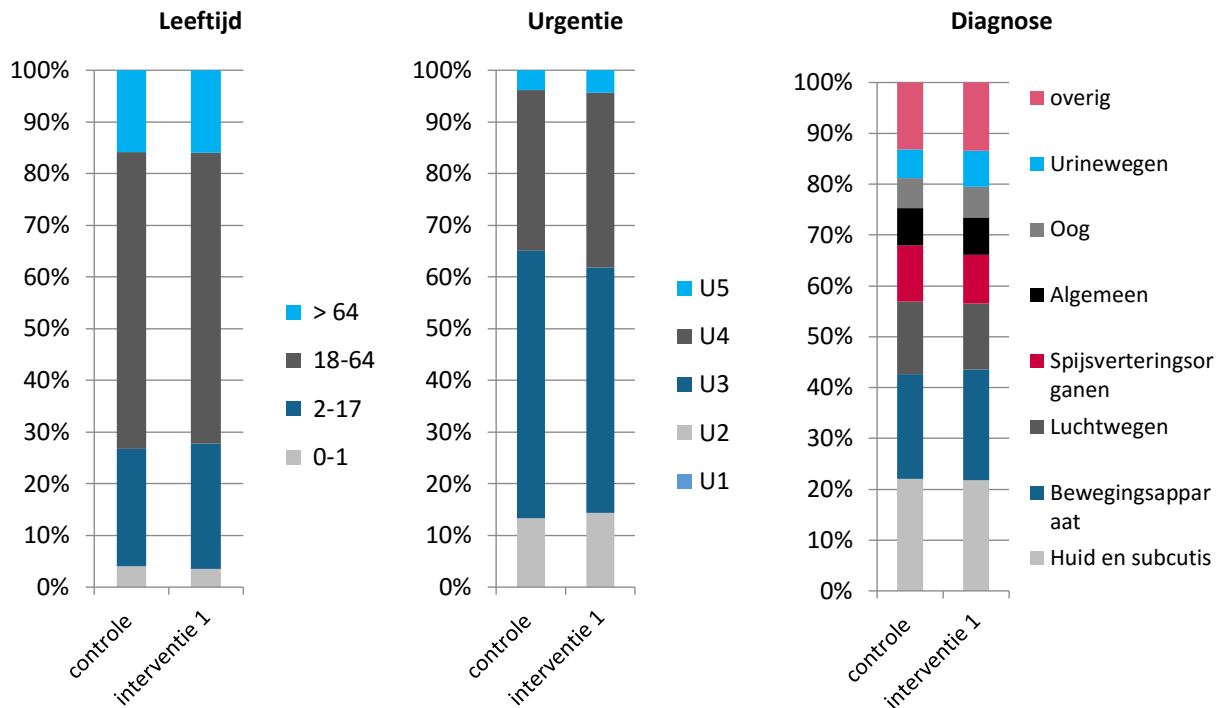 Leeftijd
100%
90%
80%
70%
60%
50%
40%
30%
20%
10%
0%
controle
interventie 1
> 64
18-64
2-17
0-1
Urgentie
100%
90%
80%
70%
60%
50%
40%
30%
20%
10%
0%
controle
interventie 1
U5
U4
U3
U2
U1
Diagnose
100%
90%
80%
70%
60%
50%
40%
30%
20%
10%
0%
controle
interventie 1
overig
Urinewegen
Oog
Algemeen
Spijsverteringsor
ganen
Luchtwegen
Bewegingsappar
aat
Huid en subcutis